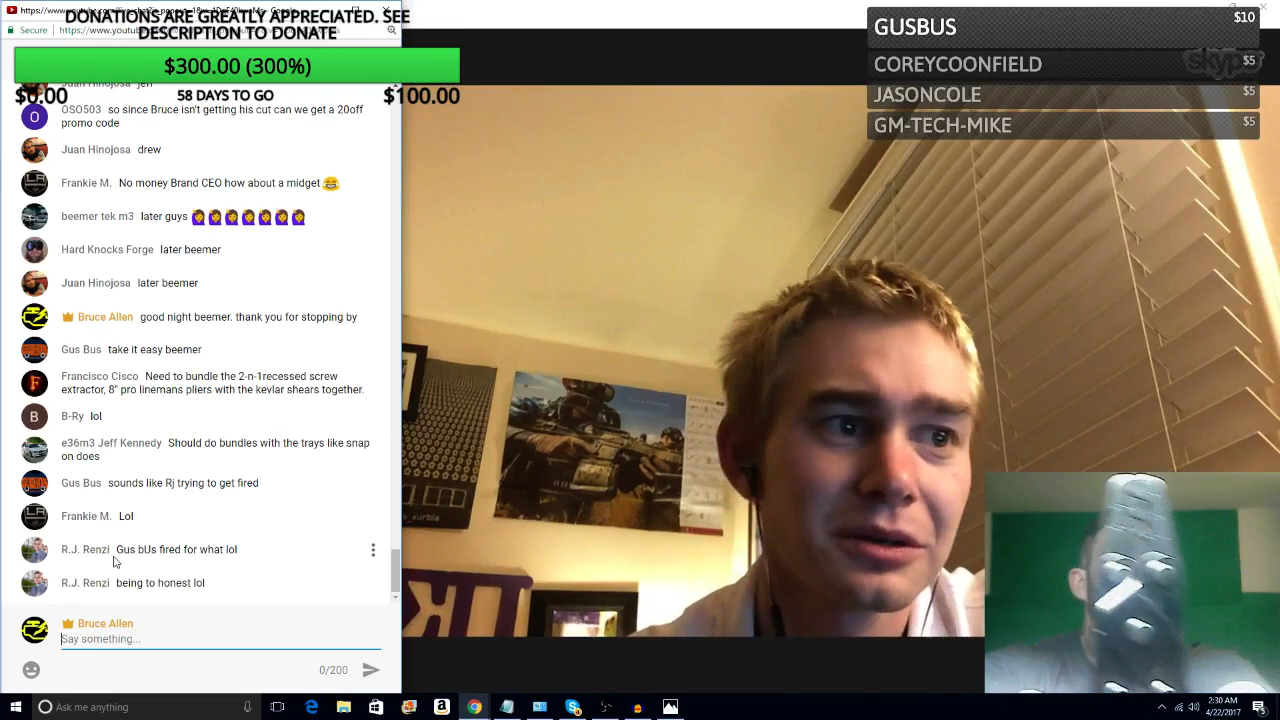 DONATIONS ARE GREATLY APPRECIATED. SEE
DESCRIPTION TO DONATE
Secure
$300.00 (300%)
$0.00
58 DAYS TO GO
$100.00
GUSBUS $10
COREYCOONFIELD $5
JASONCOLE $5
GM-TECH-MIKE $5
skype
Juan Hinojosa jeff
OSO503 so since Bruce isn't getting his cut can we get a 20off
promo code
Juan Hinojosa drew
Frankie M. No money Brand CEO how about a midget 😂
beemer tek m3 later guys 🙋‍♀️🙋‍♀️🙋‍♀️🙋‍♀️🙋‍♀️🙋‍♀️🙋‍♀️
Hard Knocks Forge later beemer
Juan Hinojosa later beemer
Bruce Allen good night beemer. thank you for stopping by
Gus Bus take it easy beemer
Francisco Cisco Need to bundle the 2-n-1recessed screw
extractor, 8" pro linemans pliers with the kevlar shears together.
B-Ry lol
e36m3 Jeff Kennedy Should do bundles with the trays like snap
on does
Gus Bus sounds like Rj trying to get fired
Frankie M. Lol
R.J. Renzi Gus bUs fired for what lol
R.J. Renzi being to honest lol
Bruce Allen
Say something...
0/200
Ask me anything
2:30 AM
4/22/2017